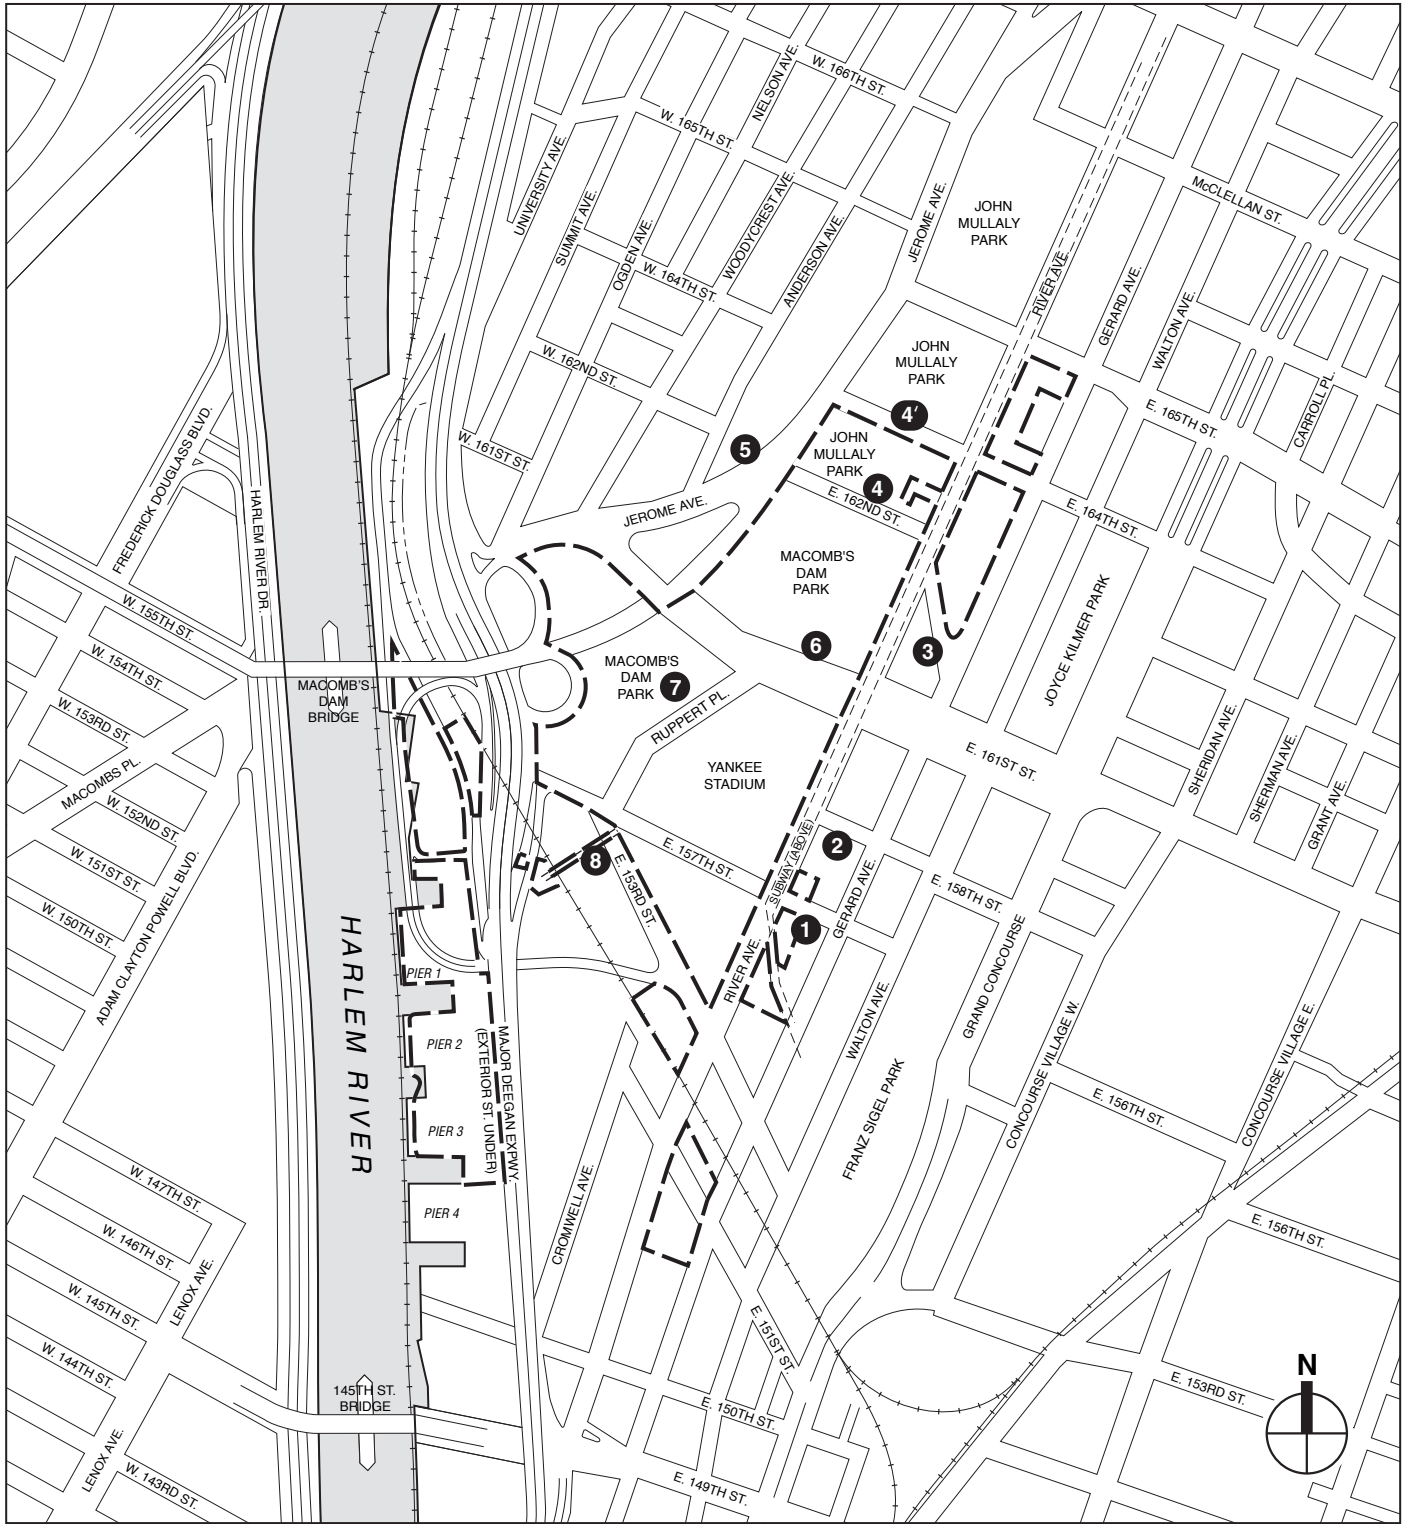 W. 166TH ST.
NELSON AVE.
W. 165TH ST.
UNIVERSITY AVE.
SUMMIT AVE.
OGDEN AVE.
WOODYCREST AVE.
ANDERSON AVE.
JEROME AVE.
JOHN
MULLALY
PARK
McCLELLAN ST.
W. 164TH ST.
RIVER AVE.
GERARD AVE.
WALTON AVE.
W. 162ND ST.
JOHN
MULLALY
PARK
CARROLL PL.
E. 165TH ST.
FREDERICK DOUGLASS BLVD.
W. 161ST ST.
5
4'
JOHN
MULLALY
PARK
4
E. 162ND ST.
JEROME AVE.
E. 164TH ST.
HARLEM RIVER DR.
MACOMB'S
DAM
PARK
JOYCE KILMER PARK
W. 155TH ST.
W. 154TH ST.
W. 153RD ST.
MACOMBS PL.
W. 152ND ST.
W. 151ST ST.
W. 150TH ST.
MACOMB'S
DAM
BRIDGE
MACOMB'S
DAM
PARK
7
6
3
RUPPERT PL.
YANKEE
STADIUM
E. 161ST ST.
SHERIDAN AVE.
SHERMAN AVE.
GRANT AVE.
SUBWAY (ABOVE)
2
E. 157TH ST.
8
E. 153RD ST.
GERARD AVE.
E. 158TH ST.
1
RIVER AVE.
ADAM CLAYTON POWELL BLVD.
HARLEM RIVER
PIER 1
PIER 2
PIER 3
PIER 4
MAJOR DEEGAN EXPWY.
(EXTERIOR ST. UNDER)
WALTON AVE.
GRAND CONCOURSE
FRANZ SIGEL PARK
CONCOURSE VILLAGE W.
E. 156TH ST.
CONCOURSE VILLAGE E.
W. 147TH ST.
W. 146TH ST.
LENOX AVE.
W. 145TH ST.
W. 144TH ST.
CROMWELL AVE.
E. 156TH ST.
E. 151ST ST.
145TH ST.
BRIDGE
E. 150TH ST.
E. 153RD ST.
N
LENOX AVE.
W. 143RD ST.
E. 149TH ST.